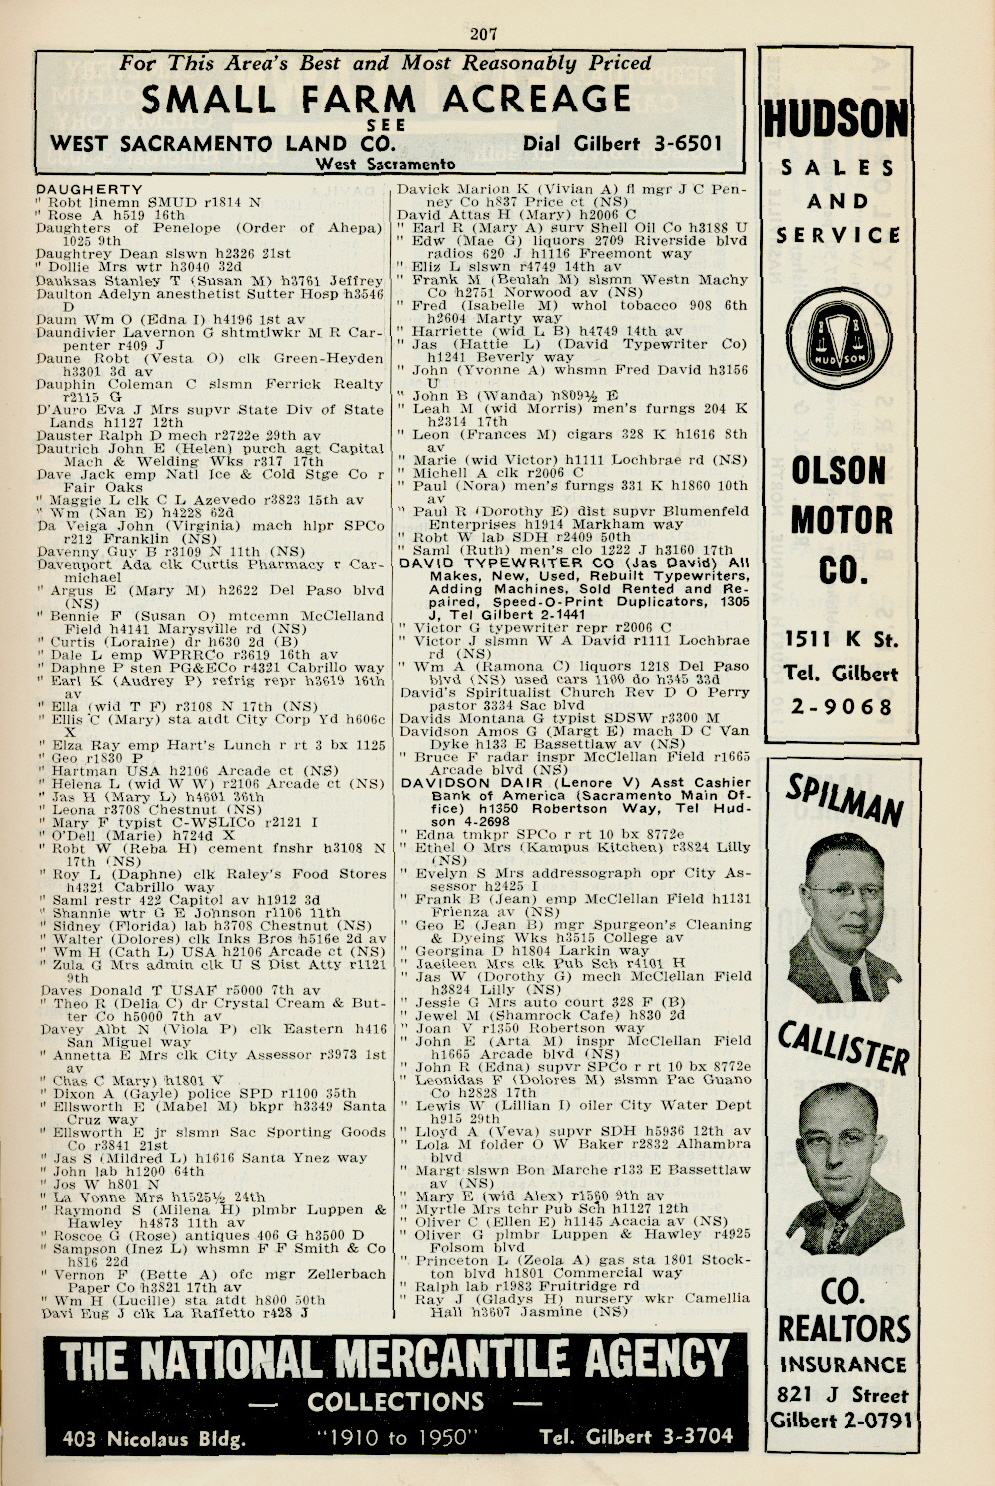 207
For This Area's Best and Most Reasonably Priced
SMALL FARM ACREAGE
SEE
WEST SACRAMENTO LAND CO. Dial Gilbert 3-6501
West Sacramento
DAUGHERTY
" Robt linemn SMUD r1814 N
" Rose A h519 16th
Daughters of Penelope (Order of Ahepa)
1025 9th
Daughtrey Dean slswn h2326 21st
" Dollie Mrs wtr h3040 32d
Dauksas Stanley T (Susan M) h3761 Jeffrey
Daulton Adelyn anesthetist Sutter Hosp h3546
D
Daum Wm O (Edna I) h4196 1st av
Daundivier Lavernon G shtmtlwkr M R Car-
penter r409 J
Daune Robt (Vesta O) clk Green-Heyden
h3301 3d av
Dauphin Coleman C slsmn Ferrick Realty
r2115 G
D'Auro Eva J Mrs supvr State Div of State
Lands h1127 12th
Dauster Ralph D mech r2722e 29th av
Dautrich John E (Helen) purch agt Capital
Mach & Welding Wks r317 17th
Dave Jack emp Natl Ice & Cold Stge Co r
Fair Oaks
" Maggie L clk C L Azevedo r3823 15th av
" Wm (Nan E) h4228 62d
Da Veiga John (Virginia) mach hlpr SPCo
r212 Franklin (NS)
Davenny Guy B r3109 N 11th (NS)
Davenport Ada clk Curtis Pharmacy r Car-
michael
" Argus E (Mary M) h2622 Del Paso blvd
(NS)
" Bennie F (Susan O) mtcemn McClelland
Field h4141 Marysville rd (NS)
" Curtis (Loraine) dr h630 2d (B)
" Dale L emp WPRRCo r3619 16th av
" Daphne P sten PG&ECo r4321 Cabrillo way
" Earl K (Audrey P) refrig repr h3619 16th
av
" Ella (wid T F) r3108 N 17th (NS)
" Ellis C (Mary) sta atdt City Corp Yd h606c
X
" Elza Ray emp Hart's Lunch r rt 3 bx 1125
" Geo r1830 P
" Hartman USA h2106 Arcade ct (NS)
" Helena L (wid W W) r2106 Arcade ct (NS)
" Jas H (Mary L) h4601 36th
" Leona r3708 Chestnut (NS)
" Mary F typist C-WSLICo r2121 I
" O'Dell (Marie) h724d X
" Robt W (Reba H) cement fnshr h3108 N
17th (NS)
" Roy L (Daphne) clk Raley's Food Stores
h4321 Cabrillo way
" Saml restr 422 Capitol av h1912 3d
" Shannie wtr G E Johnson r1106 11th
" Sidney (Florida) lab h3708 Chestnut (NS)
" Walter (Dolores) clk Inks Bros h516e 2d av
" Wm H (Cath L) USA h2106 Arcade ct (NS)
" Zula G Mrs admin clk U S Dist Atty r1121
9th
Daves Donald T USAF r5000 7th av
" Theo R (Delia C) dr Crystal Cream & But-
ter Co h5000 7th av
Davey Albt N (Viola P) clk Eastern h416
San Miguel way
" Annetta E Mrs clk City Assessor r3973 1st
av
" Chas C Mary) h1801 V
" Dixon A (Gayle) police SPD r1100 35th
" Ellsworth E (Mabel M) bkpr h3349 Santa
Cruz way
" Ellsworth E jr slsmn Sac Sporting Goods
Co r3841 21st
" Jas S (Mildred L) h1616 Santa Ynez way
" John lab h1200 64th
" Jos W h801 N
" La Vonne Mrs h1525½ 24th
" Raymond S (Milena H) plmbr Luppen &
Hawley h4873 11th av
" Roscoe G (Rose) antiques 406 G h3500 D
" Sampson (Inez L) whsmn F F Smith & Co
h816 22d
" Vernon F (Bette A) ofc mgr Zellerbach
Paper Co h3821 17th av
" Wm H (Lucille) sta atdt h800 50th
Davi Eug J clk La Raffetto r428 J
Davick Marion K (Vivian A) fl mgr J C Pen-
ney Co h837 Price ct (NS)
David Attas H (Mary) h2006 C
" Earl R (Mary A) surv Shell Oil Co h3188 U
" Edw (Mae G) liquors 2709 Riverside blvd
radios 620 J h1116 Freemont way
" Eliz L slswn r4749 14th av
" Frank M (Beulah M) slsmn Westn Machy
Co h2751 Norwood av (NS)
" Fred (Isabelle M) whol tobacco 908 6th
h2604 Marty way
" Harriette (wid L B) h4749 14th av
" Jas (Hattie L) (David Typewriter Co)
h1241 Beverly way
" John (Yvonne A) whsmn Fred David h3156
U
" John B (Wanda) h809½ E
" Leah M (wid Morris) men's furngs 204 K
h2314 17th
" Leon (Frances M) cigars 328 K h1616 8th
av
" Marie (wid Victor) h1111 Lochbrae rd (NS)
" Michell A clk r2006 C
" Paul (Nora) men's furngs 331 K h1860 10th
av
" Paul R (Dorothy E) dist supvr Blumenfeld
Enterprises h1914 Markham way
" Robt W lab SDH r2409 50th
" Saml (Ruth) men's clo 1222 J h3160 17th
DAVID TYPEWRITER CO (Jas David) All
Makes, New, Used, Rebuilt Typewriters,
Adding Machines, Sold Rented and Re-
paired, Speed-O-Print Duplicators, 1305
J, Tel Gilbert 2-1441
" Victor G typewriter repr r2006 C
" Victor J slsmn W A David r1111 Lochbrae
rd (NS)
" Wm A (Ramona C) liquors 1218 Del Paso
blvd (NS) used cars 1100 do h345 33d
David's Spiritualist Church Rev D O Perry
pastor 3334 Sac blvd
Davids Montana G typist SDSW r3300 M
Davidson Amos G (Margt E) mach D C Van
Dyke h133 E Bassettlaw av (NS)
" Bruce F radar inspr McClellan Field r1665
Arcade blvd (NS)
DAVIDSON DAIR (Lenore V) Asst Cashier
Bank of America (Sacramento Main Of-
fice) h1350 Robertson Way, Tel Hud-
son 4-2698
" Edna tmkpr SPCo r rt 10 bx 8772e
" Ethel O Mrs (Kampus Kitchen) r3824 Lilly
(NS)
" Evelyn S Mrs addressograph opr City As-
sessor h2425 I
" Frank B (Jean) emp McClellan Field h1131
Frienza av (NS)
" Geo E (Jean B) mgr Spurgeon's Cleaning
& Dyeing Wks h3515 College av
" Georgina D h1804 Larkin way
" Jaeileen Mrs clk Pub Sch r4101 H
" Jas W (Dorothy G) mech McClellan Field
h3824 Lilly (NS)
" Jessie G Mrs auto court 328 F (B)
" Jewel M (Shamrock Cafe) h830 2d
" Joan V r1350 Robertson way
" John E (Arta M) inspr McClellan Field
h1665 Arcade blvd (NS)
" John R (Edna) supvr SPCo r rt 10 bx 8772e
" Leonidas F (Dolores M) slsmn Pac Guano
Co h2828 17th
" Lewis W (Lillian I) oiler City Water Dept
h915 29th
" Lloyd A (Veva) supvr SDH h5936 12th av
" Lola M folder O W Baker r2832 Alhambra
blvd
" Margt slswn Bon Marche r133 E Bassettlaw
av (NS)
" Mary E (wid Alex) r1560 9th av
" Myrtle Mrs tchr Pub Sch h1127 12th
" Oliver C (Ellen E) h1145 Acacia av (NS)
" Oliver G plmbr Luppen & Hawley r4925
Folsom blvd
" Princeton L (Zeola A) gas sta 1801 Stock-
ton blvd h1801 Commercial way
" Ralph lab r1983 Fruitridge rd
" Ray J (Gladys H) nursery wkr Camellia
Hall h3607 Jasmine (NS)
HUDSON
SALES
AND
SERVICE
HUDSON
OLSON
MOTOR
CO.
1511 K St.
Tel. Gilbert
2-9068
SPILMAN
CALLISTER
CO.
REALTORS
INSURANCE
821 J Street
Gilbert 2-0791
THE NATIONAL MERCANTILE AGENCY
— COLLECTIONS —
403 Nicolaus Bldg. "1910 to 1950" Tel. Gilbert 3-3704